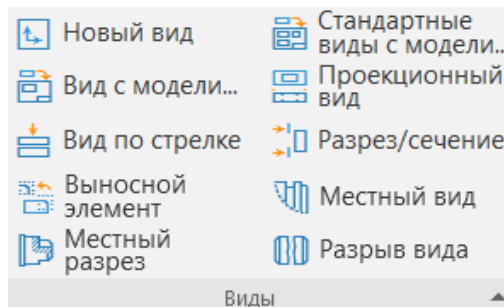 Новый вид
Стандартные
виды с модели..
Вид с модели...
Проекционный
вид
Вид по стрелке
Разрез/сечение
Выносной
элемент
Местный вид
Местный
разрез
Разрыв вида
Виды